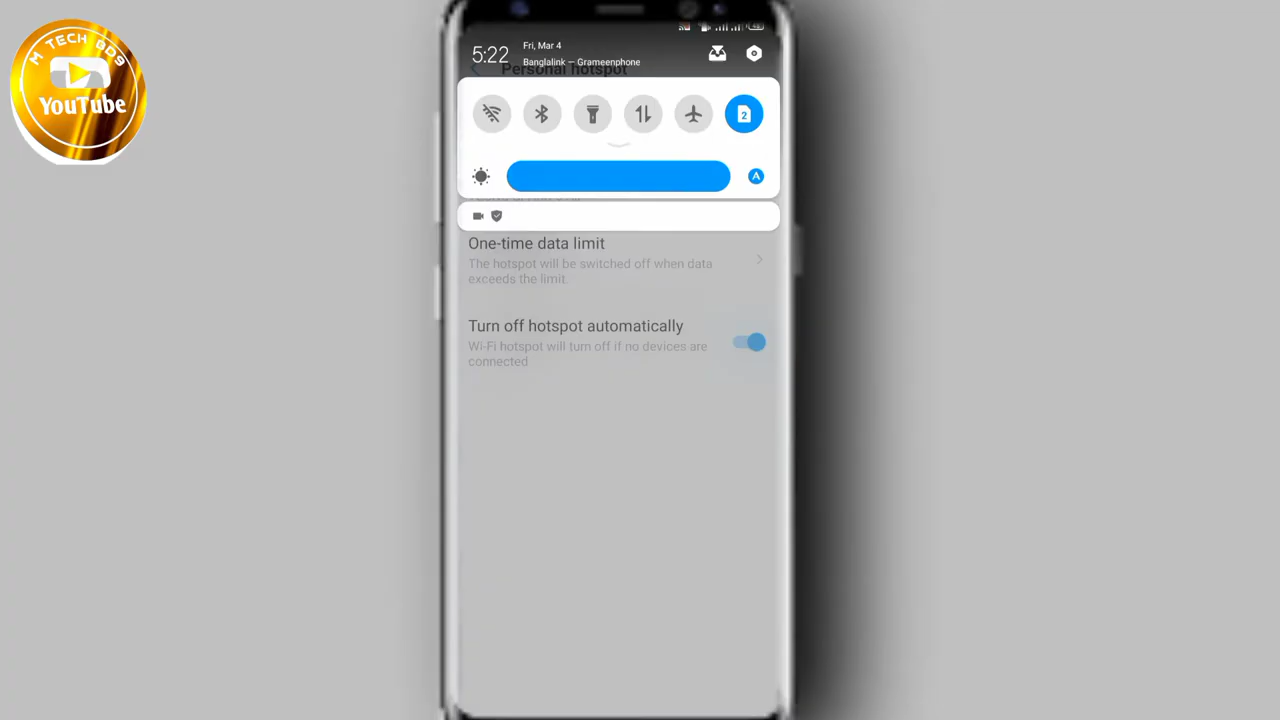 M TECH BD9
YouTube
5:22
Fri, Mar 4
Banglalink — Grameenphone
Personal hotspot
2
A
One-time data limit
The hotspot will be switched off when data
exceeds the limit.
Turn off hotspot automatically
Wi-Fi hotspot will turn off if no devices are
connected